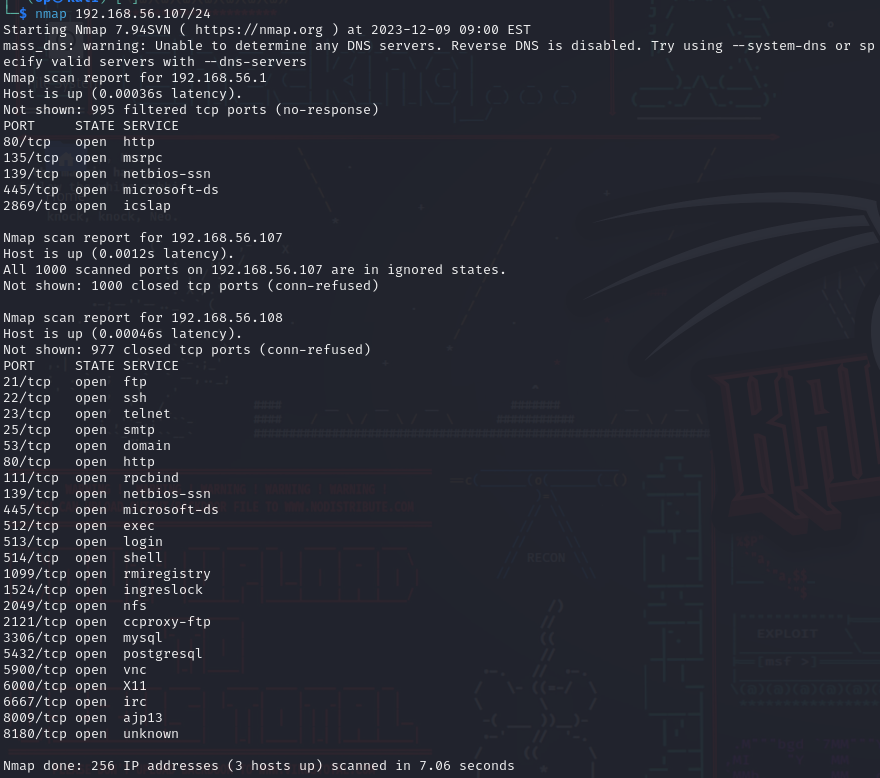 └─$ nmap 192.168.56.107/24
Starting Nmap 7.94SVN ( https://nmap.org ) at 2023-12-09 09:00 EST
mass_dns: warning: Unable to determine any DNS servers. Reverse DNS is disabled. Try using --system-dns or sp
ecify valid servers with --dns-servers
Nmap scan report for 192.168.56.1
Host is up (0.00036s latency).
Not shown: 995 filtered tcp ports (no-response)
PORT     STATE SERVICE
80/tcp   open  http
135/tcp  open  msrpc
139/tcp  open  netbios-ssn
445/tcp  open  microsoft-ds
2869/tcp open  icslap
knock, knock, Neo.
Nmap scan report for 192.168.56.107
Host is up (0.0012s latency).
All 1000 scanned ports on 192.168.56.107 are in ignored states.
Not shown: 1000 closed tcp ports (conn-refused)
Nmap scan report for 192.168.56.108
Host is up (0.00046s latency).
Not shown: 977 closed tcp ports (conn-refused)
PORT     STATE SERVICE
21/tcp   open  ftp
22/tcp   open  ssh
23/tcp   open  telnet
25/tcp   open  smtp
53/tcp   open  domain
80/tcp   open  http
111/tcp  open  rpcbind
139/tcp  open  netbios-ssn
445/tcp  open  microsoft-ds
512/tcp  open  exec
513/tcp  open  login
514/tcp  open  shell
RECON
1099/tcp open  rmiregistry
1524/tcp open  ingreslock
2049/tcp open  nfs
2121/tcp open  ccproxy-ftp
3306/tcp open  mysql
EXPLOIT
5432/tcp open  postgresql
[msf >]
5900/tcp open  vnc
6000/tcp open  X11
6667/tcp open  irc
8009/tcp open  ajp13
8180/tcp open  unknown
Nmap done: 256 IP addresses (3 hosts up) scanned in 7.06 seconds